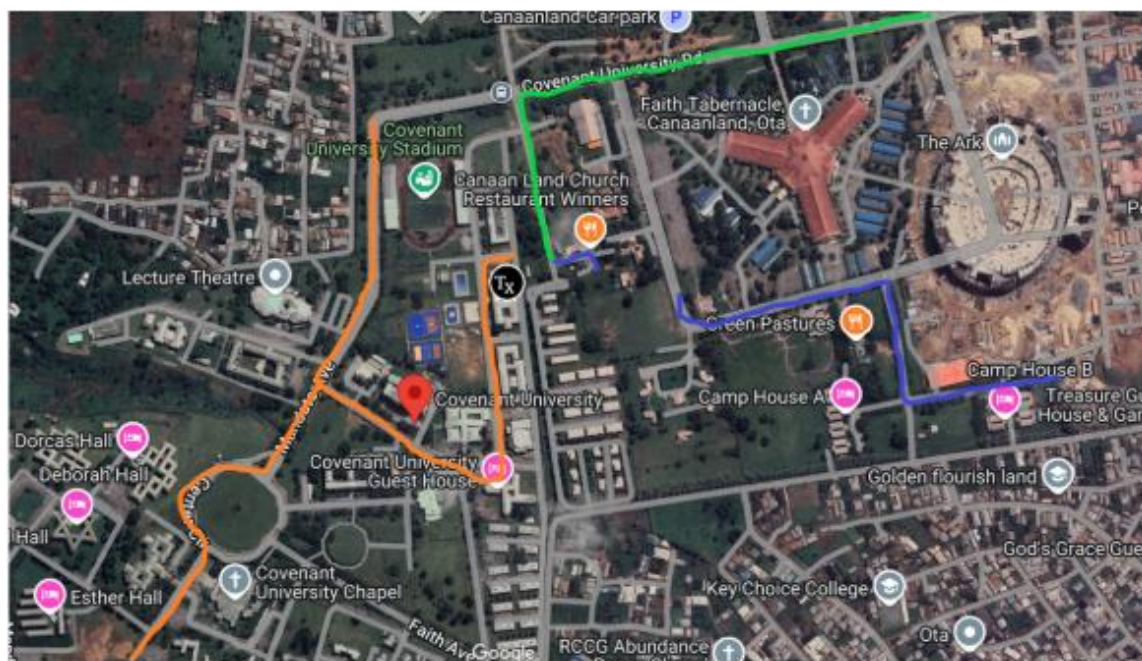 Canaanland Car park
P
Covenant University Rd
Covenant
University Stadium
Faith Tabernacle,
Canaanland, Ota
The Ark
Canaan Land Church
Restaurant Winners
Lecture Theatre
Tx
Green Pastures
Mandate Ave
Camp House B
Covenant University
Camp House A
Treasure
House &
Dorcas Hall
Deborah Hall
Covenant University
Guest House
Golden flourish land
Hall
God's Grace
Covenant
University Chapel
Key Choice College
Esther Hall
Faith Ave
Google
RCCG Abundance
Ota